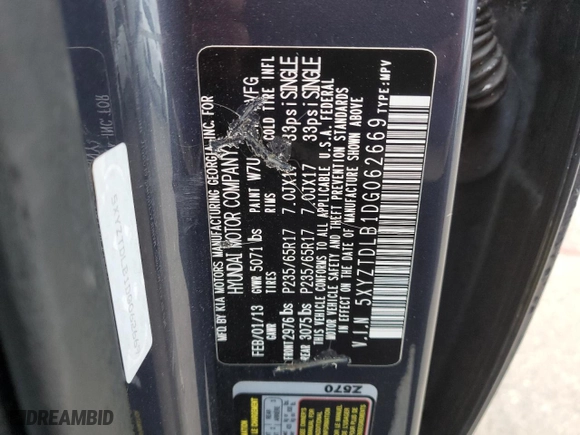 MFG BY KIA MOTORS MANUFACTURING GEORGIA, INC. FOR
HYUNDAI MOTOR COMPANY
FEB/01/13 GVWR 5071 lbs PAINT W7U
GAWR TIRES RIMS COLD TIRE INFL
FRONT 2976 lbs P235/65R17 7.0JX17 33psi SINGLE
REAR 3075 lbs P235/65R17 7.0JX17 33psi SINGLE
THIS VEHICLE CONFORMS TO ALL APPLICABLE U.S.A. FEDERAL
MOTOR VEHICLE SAFETY AND THEFT PREVENTION STANDARDS
IN EFFECT ON THE DATE OF MANUFACTURE SHOWN ABOVE
V.I.N 5XYZTDLB1DG062669 TYPE:MPV
Z670
IDREAMBID